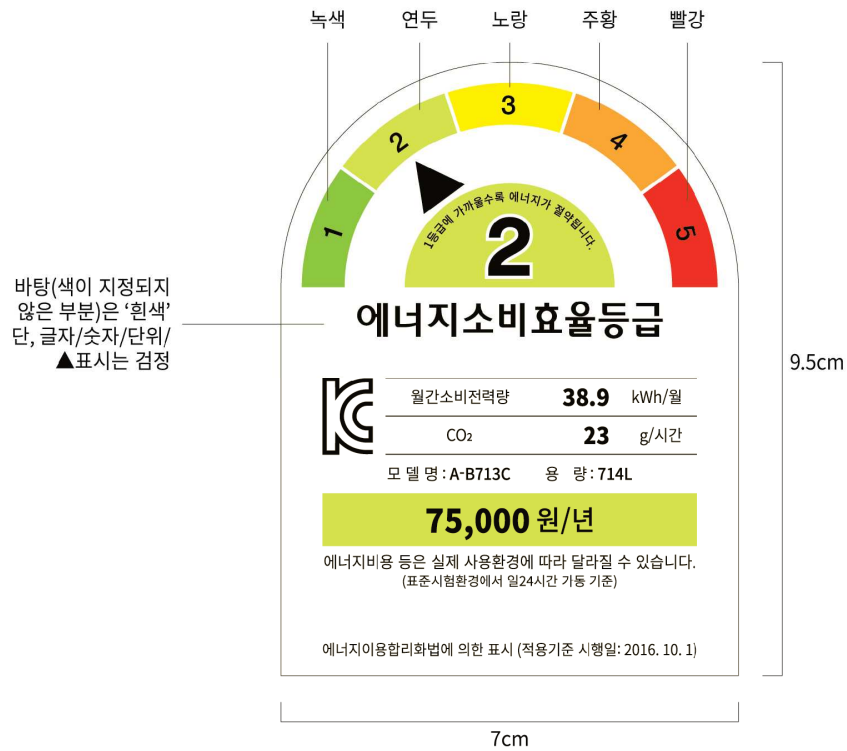 녹색 연두 노랑 주황 빨강
1 2 3 4 5
1등급에 가까울수록 에너지가 절약됩니다.
2
에너지소비효율등급
바탕(색이 지정되지
않은 부분)은 ‘흰색’
단, 글자/숫자/단위/
▲표시는 검정
9.5cm
KC
월간소비전력량 38.9 kWh/월
CO₂ 23 g/시간
모 델 명 : A-B713C 용 량 : 714L
75,000 원/년
에너지비용 등은 실제 사용환경에 따라 달라질 수 있습니다.
(표준시험환경에서 일24시간 가동 기준)
에너지이용합리화법에 의한 표시 (적용기준 시행일: 2016. 10. 1)
7cm